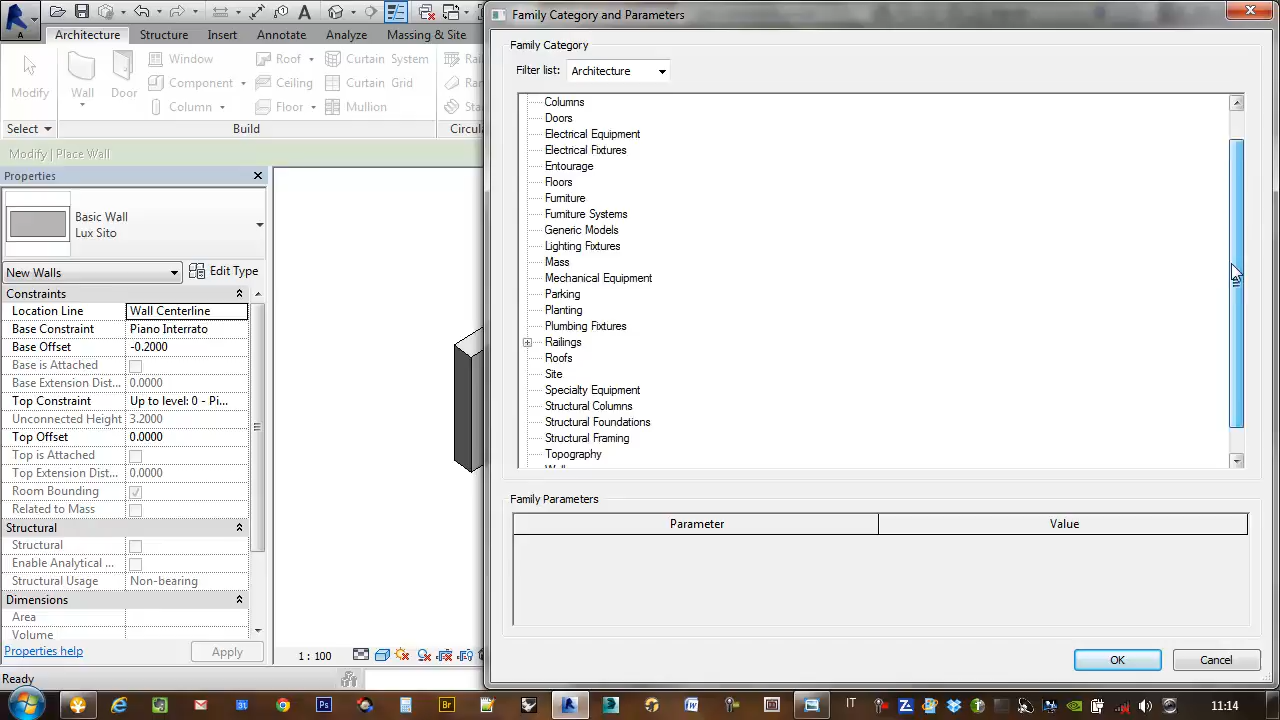 Family Category and Parameters
Architecture
Structure
Insert
Annotate
Analyze
Massing & Site
Modify
Wall
Door
Window
Component
Column
Roof
Ceiling
Floor
Curtain System
Curtain Grid
Mullion
Select
Build
Modify | Place Wall
Properties
Basic Wall
Lux Sito
New Walls
Edit Type
Constraints
Location Line Wall Centerline
Base Constraint Piano Interrato
Base Offset -0.2000
Base is Attached
Base Extension Dist... 0.0000
Top Constraint Up to level: 0 - Pi...
Unconnected Height 3.2000
Top Offset 0.0000
Top is Attached
Top Extension Dist... 0.0000
Room Bounding
Related to Mass
Structural
Structural
Enable Analytical ...
Structural Usage Non-bearing
Dimensions
Area
Volume
Properties help
Apply
Ready
1 : 100
Family Category
Filter list: Architecture
Columns
Doors
Electrical Equipment
Electrical Fixtures
Entourage
Floors
Furniture
Furniture Systems
Generic Models
Lighting Fixtures
Mass
Mechanical Equipment
Parking
Planting
Plumbing Fixtures
Railings
Roofs
Site
Specialty Equipment
Structural Columns
Structural Foundations
Structural Framing
Topography
Family Parameters
Parameter Value
OK
Cancel
IT
11:14